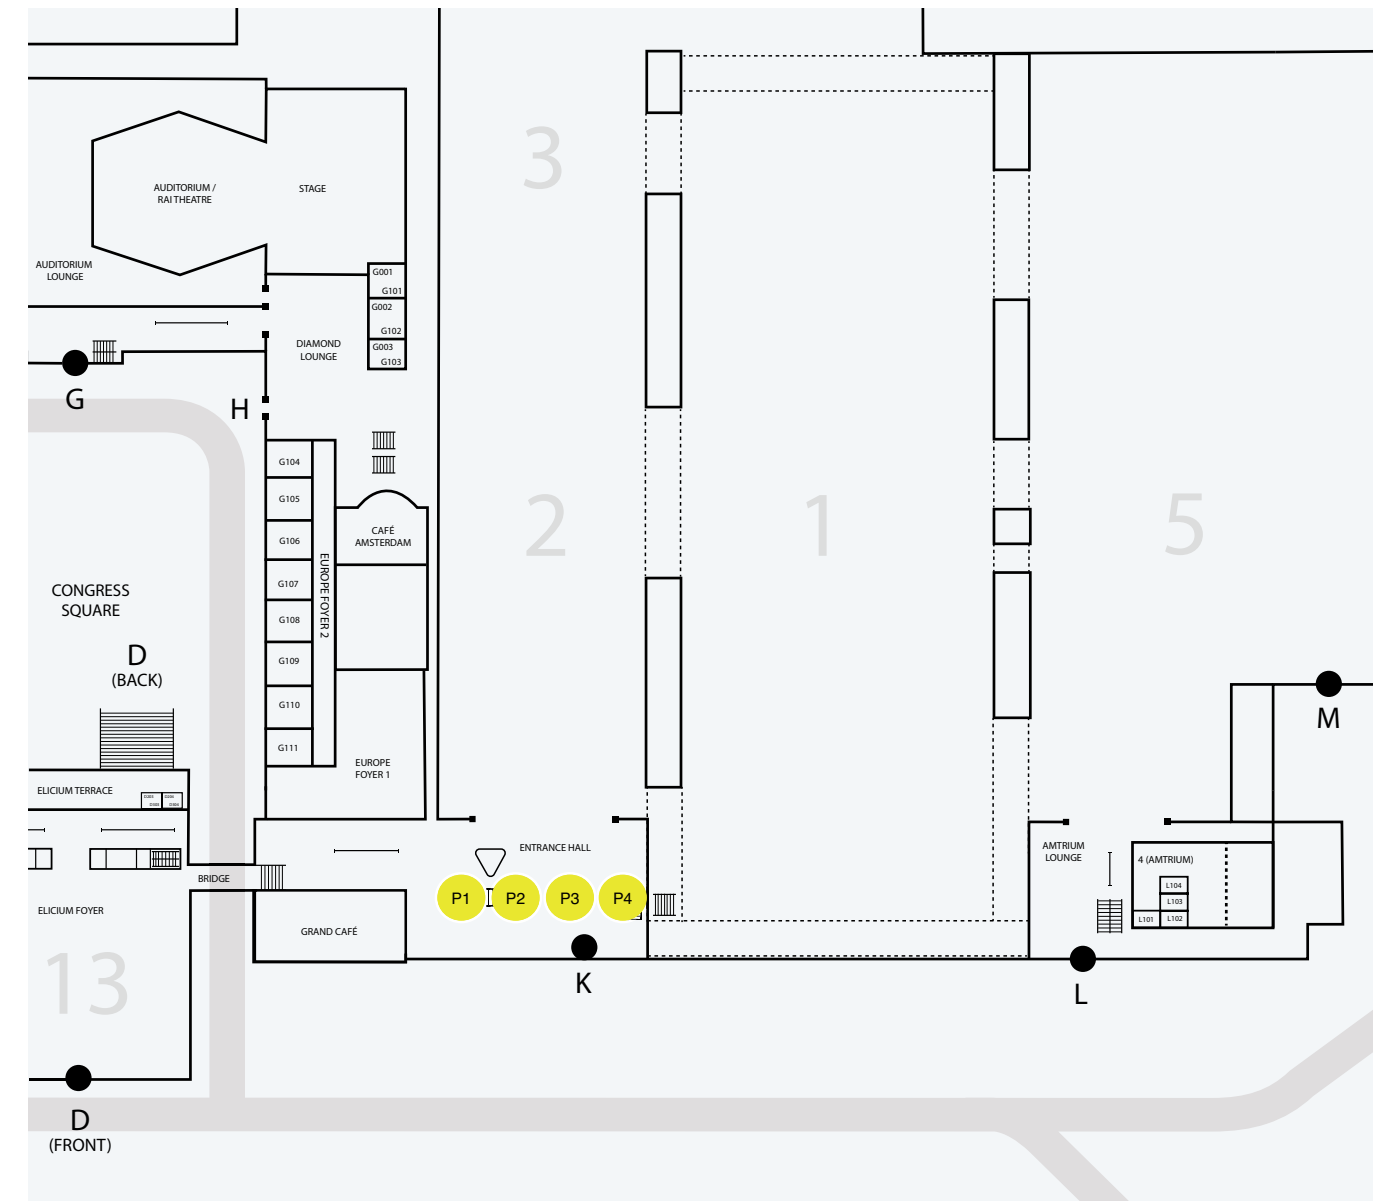 3
AUDITORIUM /
RAI THEATRE
STAGE
AUDITORIUM
LOUNGE
G001
G101
G002
G102
G003
G103
DIAMOND
LOUNGE
G
H
G104
G105
G106
G107
G108
G109
G110
G111
EUROPE FOYER 2
CAFÉ
AMSTERDAM
2
1
5
CONGRESS
SQUARE
D
(BACK)
M
EUROPE
FOYER 1
ELICIUM TERRACE
ENTRANCE HALL
AMTRIUM
LOUNGE
4 (AMTRIUM)
L104
L103
L101
L102
BRIDGE
P1
P2
P3
P4
ELICIUM FOYER
GRAND CAFÉ
13
K
L
D
(FRONT)